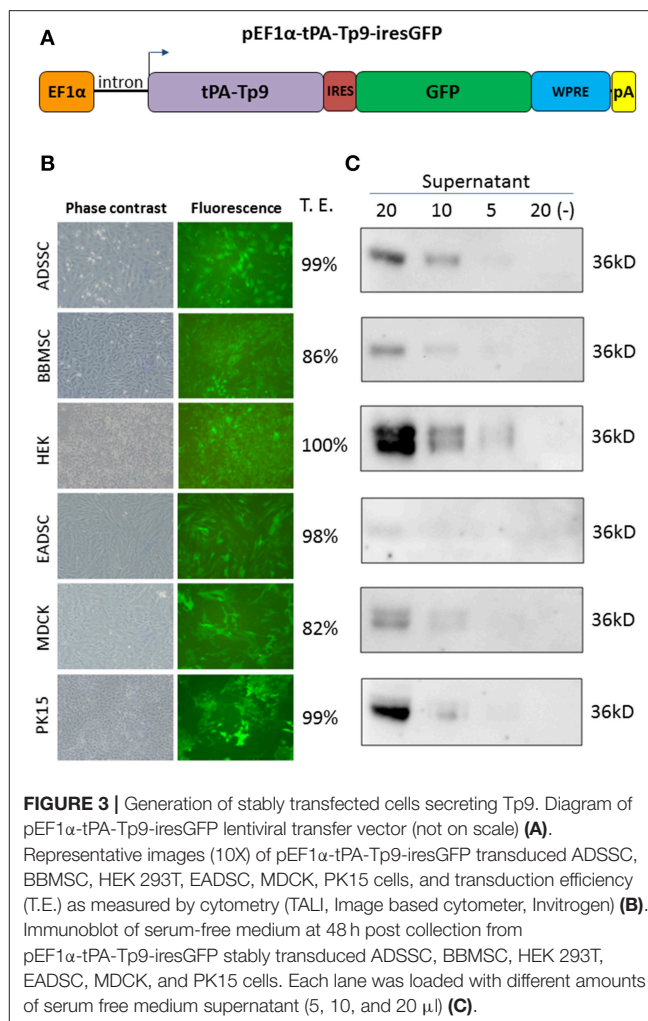 A
pEF1α-tPA-Tp9-iresGFP
EF1α intron tPA-Tp9 IRES GFP WPRE pA
B
Phase contrast Fluorescence T. E.
ADSSC 99%
BBMSC 86%
HEK 100%
EADSC 98%
MDCK 82%
PK15 99%
C
Supernatant
20 10 5 20 (-)
36kD
36kD
36kD
36kD
36kD
36kD
FIGURE 3 | Generation of stably transfected cells secreting Tp9. Diagram of
pEF1α-tPA-Tp9-iresGFP lentiviral transfer vector (not on scale) (A).
Representative images (10X) of pEF1α-tPA-Tp9-iresGFP transduced ADSSC,
BBMSC, HEK 293T, EADSC, MDCK, PK15 cells, and transduction efficiency
(T.E.) as measured by cytometry (TALI, Image based cytometer, Invitrogen) (B).
Immunoblot of serum-free medium at 48 h post collection from
pEF1α-tPA-Tp9-iresGFP stably transduced ADSSC, BBMSC, HEK 293T,
EADSC, MDCK, and PK15 cells. Each lane was loaded with different amounts
of serum free medium supernatant (5, 10, and 20 μl) (C).